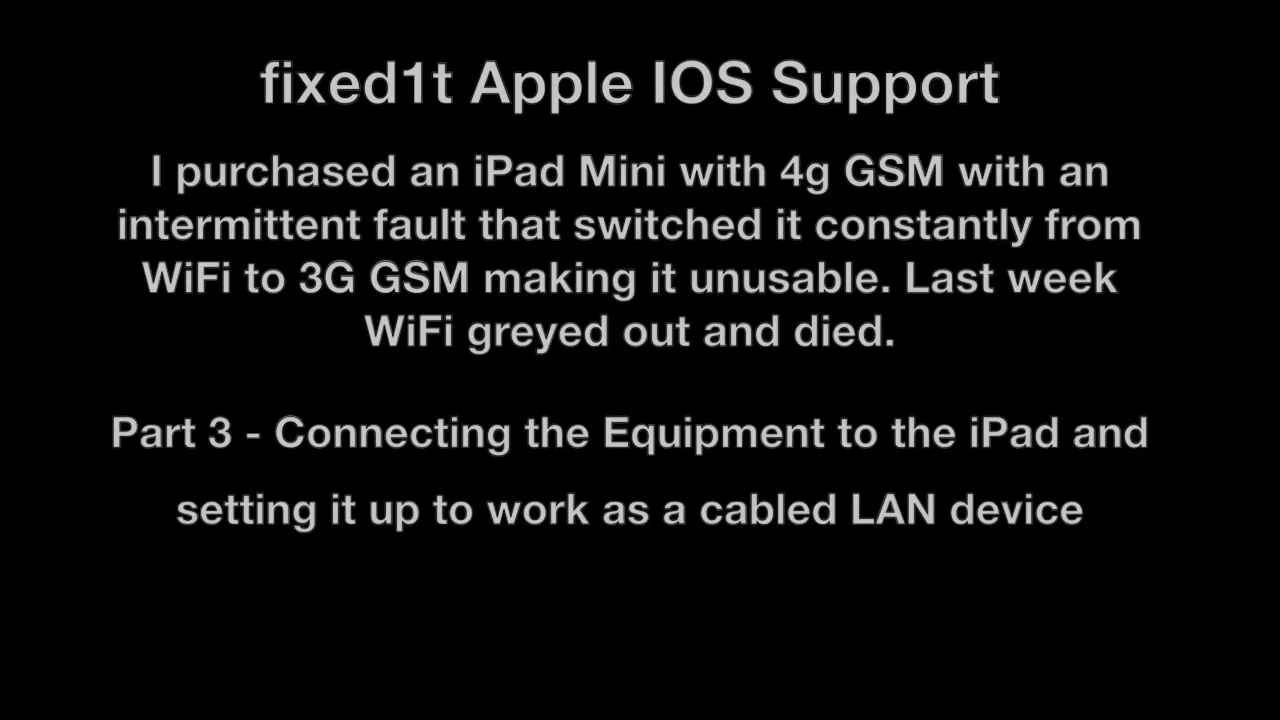 fixed1t Apple IOS Support
I purchased an iPad Mini with 4g GSM with an
intermittent fault that switched it constantly from
WiFi to 3G GSM making it unusable. Last week
WiFi greyed out and died.
Part 3 - Connecting the Equipment to the iPad and
setting it up to work as a cabled LAN device